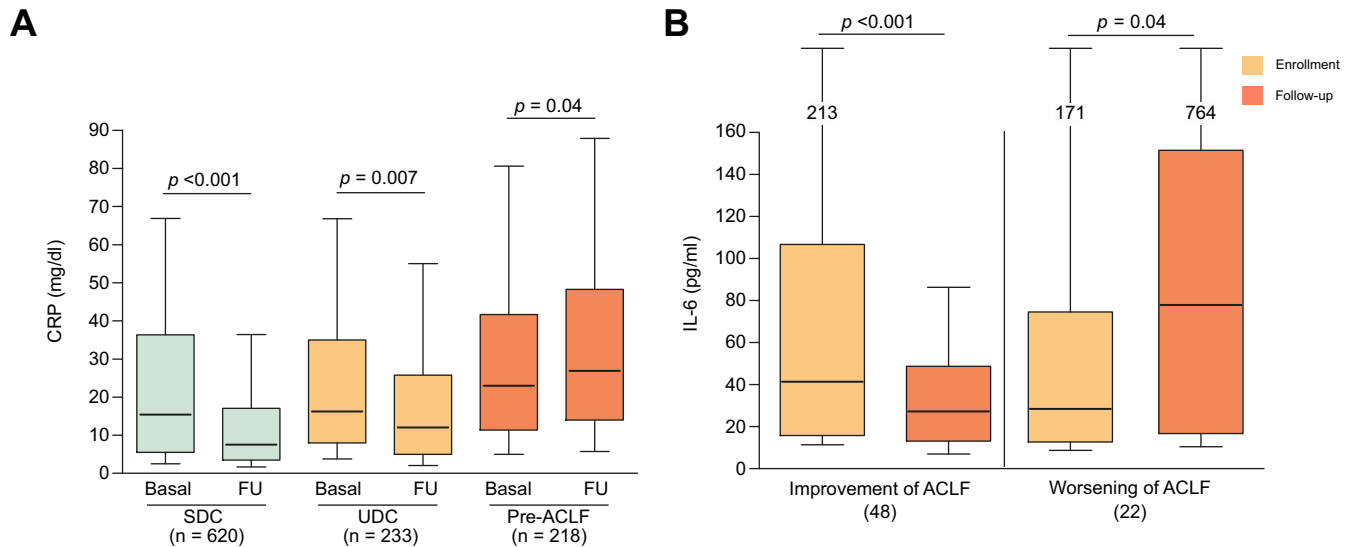 A
CRP (mg/dl)
90
80
70
60
50
40
30
20
10
0
p <0.001
p = 0.007
p = 0.04
Basal FU Basal FU Basal FU
SDC UDC Pre-ACLF
(n = 620) (n = 233) (n = 218)
B
p <0.001
p = 0.04
Enrollment
Follow-up
213 171 764
IL-6 (pg/ml)
160
140
120
100
80
60
40
20
0
Improvement of ACLF Worsening of ACLF
(48) (22)